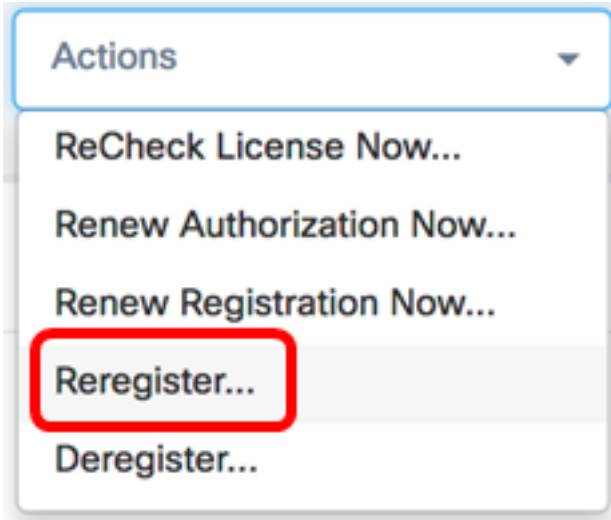 Actions
ReCheck License Now...
Renew Authorization Now...
Renew Registration Now...
Reregister...
Deregister...